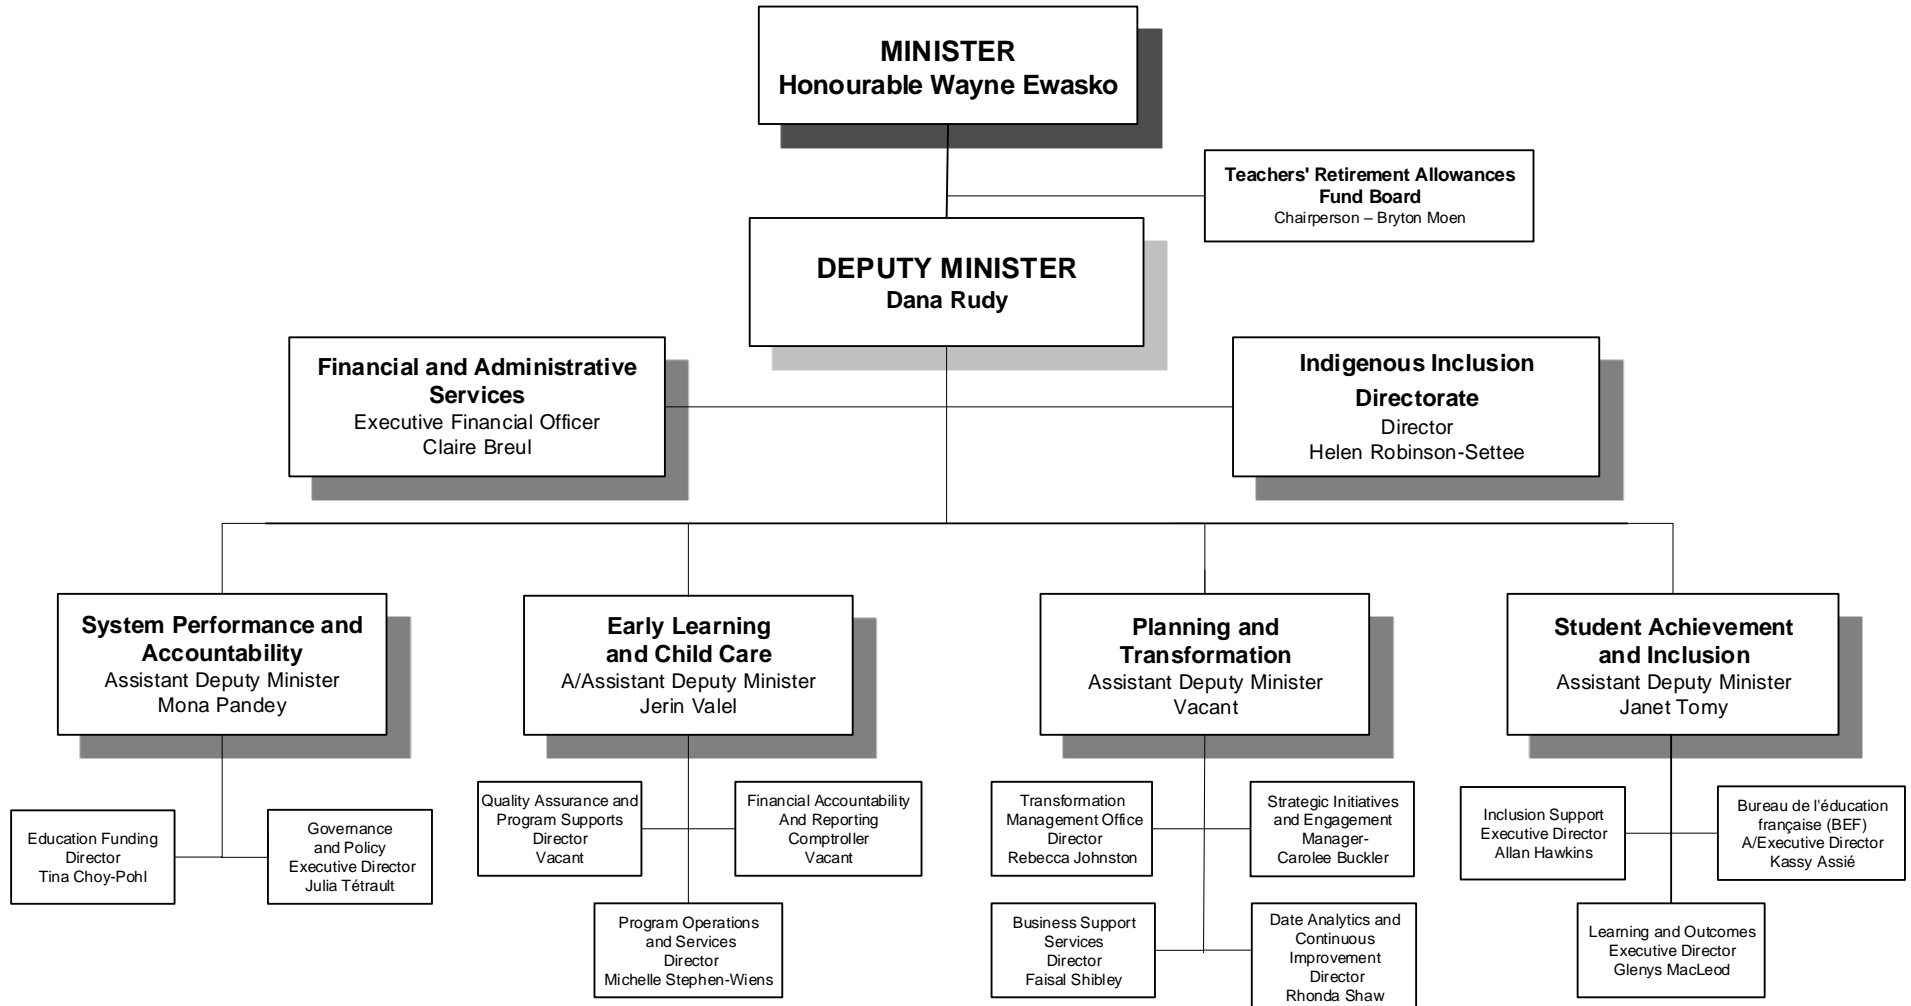 MINISTER
Honourable Wayne Ewasko
Teachers' Retirement Allowances
Fund Board
Chairperson – Bryton Moen
DEPUTY MINISTER
Dana Rudy
Financial and Administrative
Services
Executive Financial Officer
Claire Breul
Indigenous Inclusion
Directorate
Director
Helen Robinson-Settee
System Performance and
Accountability
Assistant Deputy Minister
Mona Pandey
Early Learning
and Child Care
A/Assistant Deputy Minister
Jerin Valel
Planning and
Transformation
Assistant Deputy Minister
Vacant
Student Achievement
and Inclusion
Assistant Deputy Minister
Janet Tomy
Education Funding
Director
Tina Choy-Pohl
Governance
and Policy
Executive Director
Julia Tétrault
Quality Assurance and
Program Supports
Director
Vacant
Financial Accountability
And Reporting
Comptroller
Vacant
Program Operations
and Services
Director
Michelle Stephen-Wiens
Transformation
Management Office
Director
Rebecca Johnston
Strategic Initiatives
and Engagement
Manager-
Carolee Buckler
Business Support
Services
Director
Faisal Shibley
Date Analytics and
Continuous
Improvement
Director
Rhonda Shaw
Inclusion Support
Executive Director
Allan Hawkins
Bureau de l'éducation
française (BEF)
A/Executive Director
Kassy Assié
Learning and Outcomes
Executive Director
Glenys MacLeod